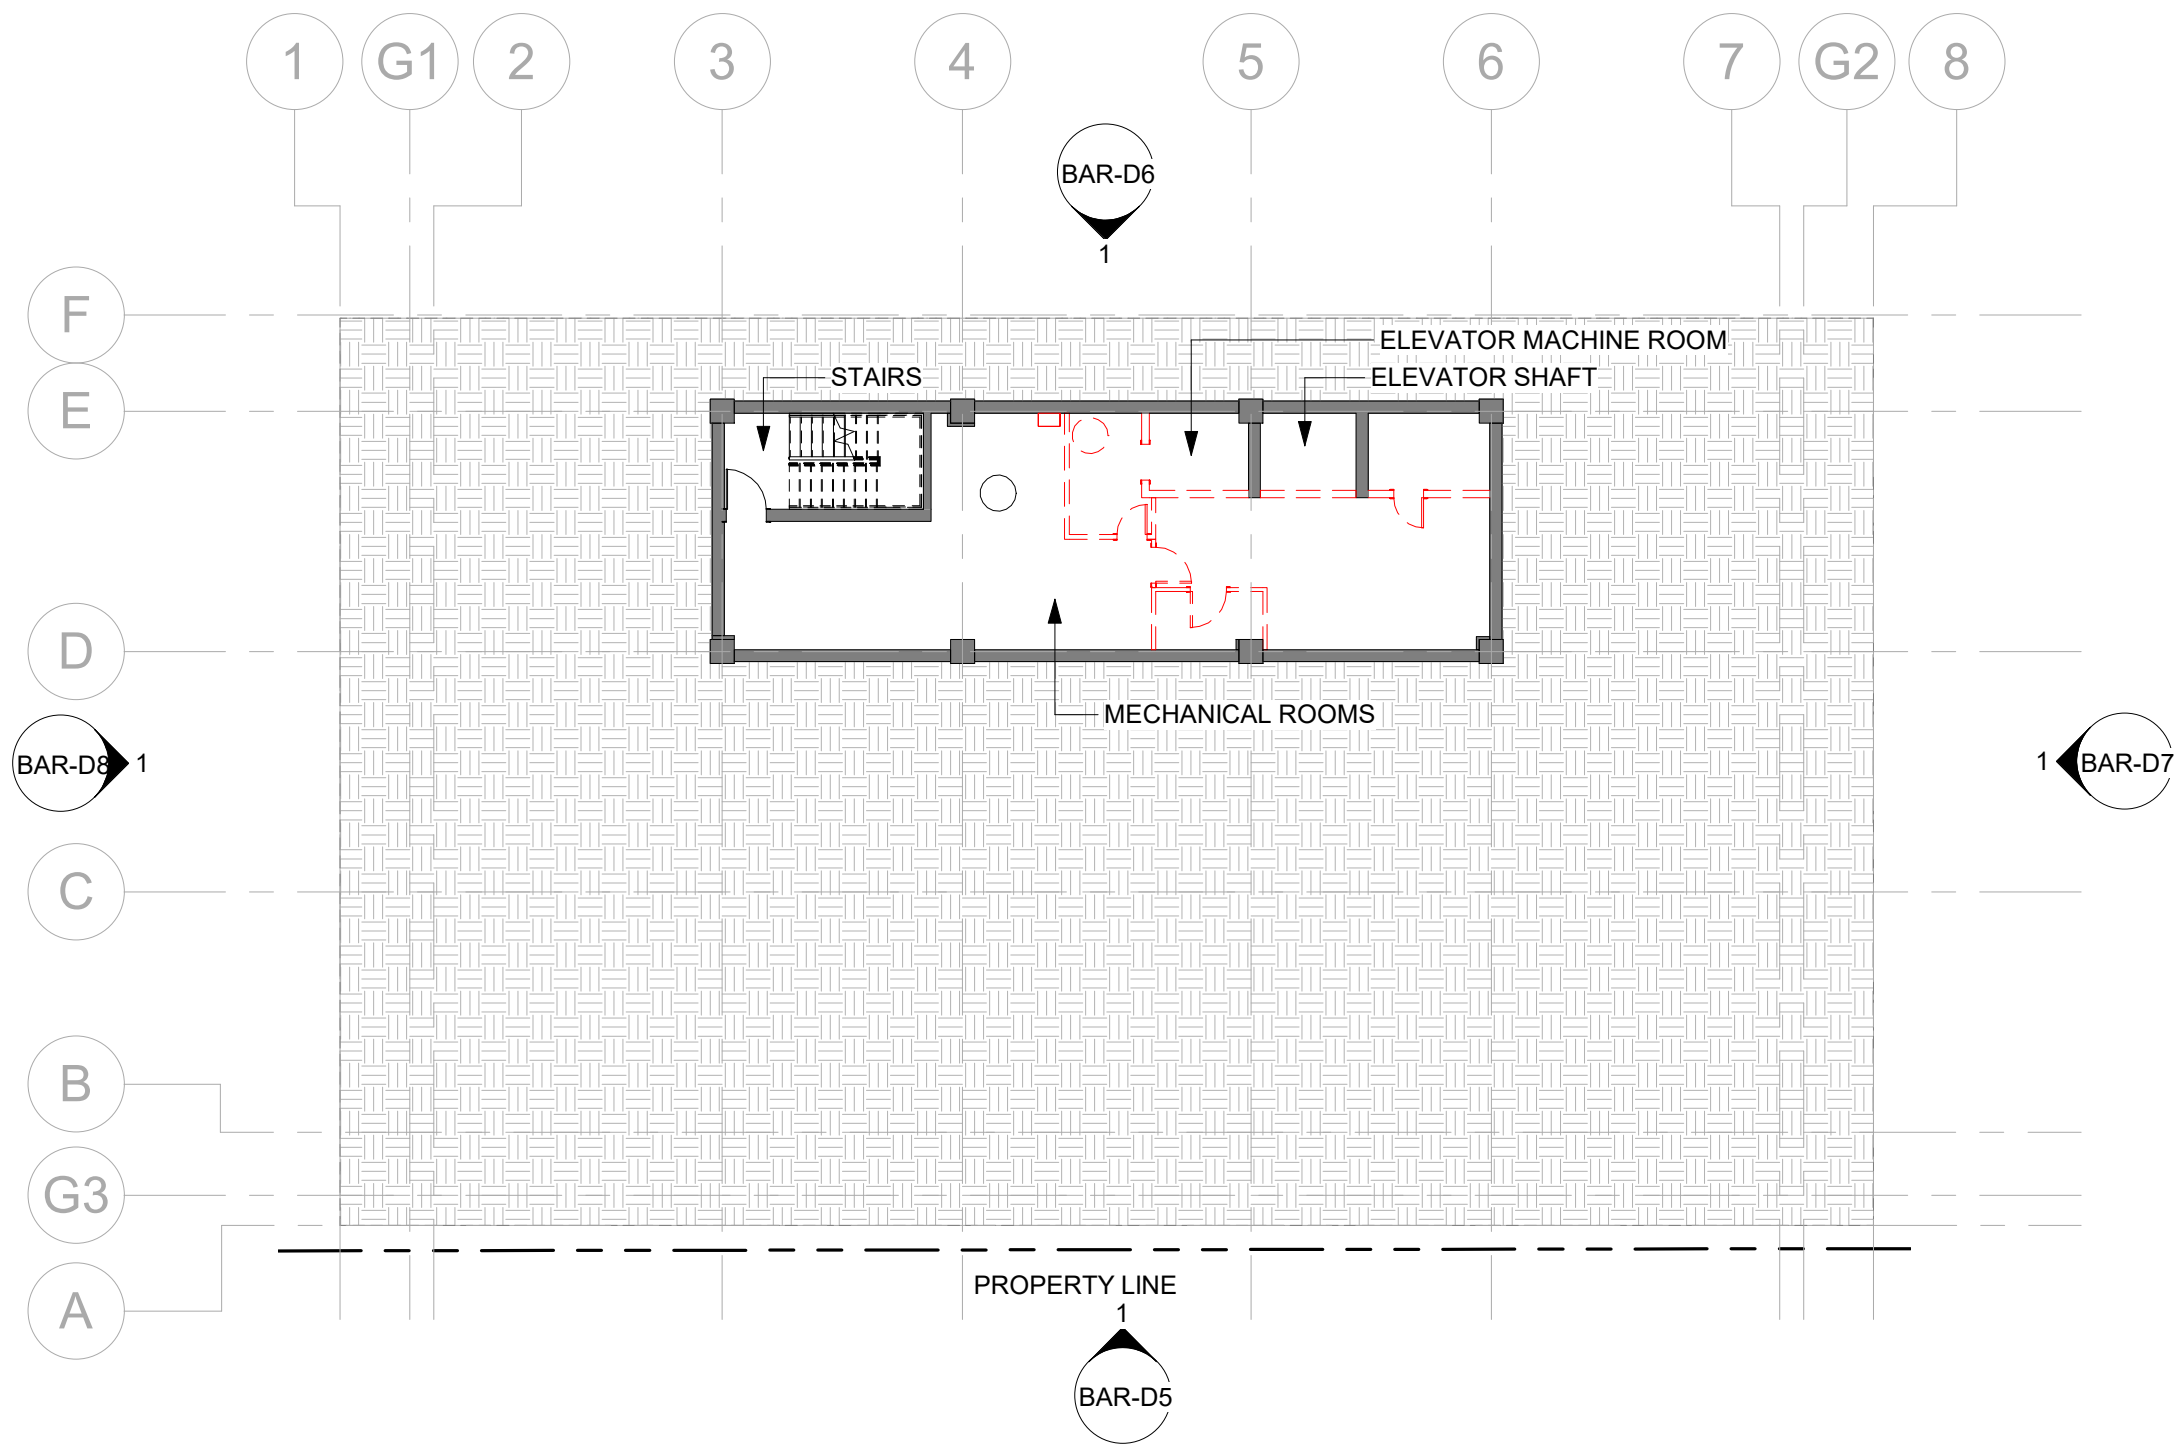 1
G1
2
3
4
5
6
7
G2
8
BAR-D6
1
F
ELEVATOR MACHINE ROOM
STAIRS
ELEVATOR SHAFT
E
D
MECHANICAL ROOMS
BAR-D8
1
1
BAR-D7
C
B
G3
PROPERTY LINE
A
1
BAR-D5